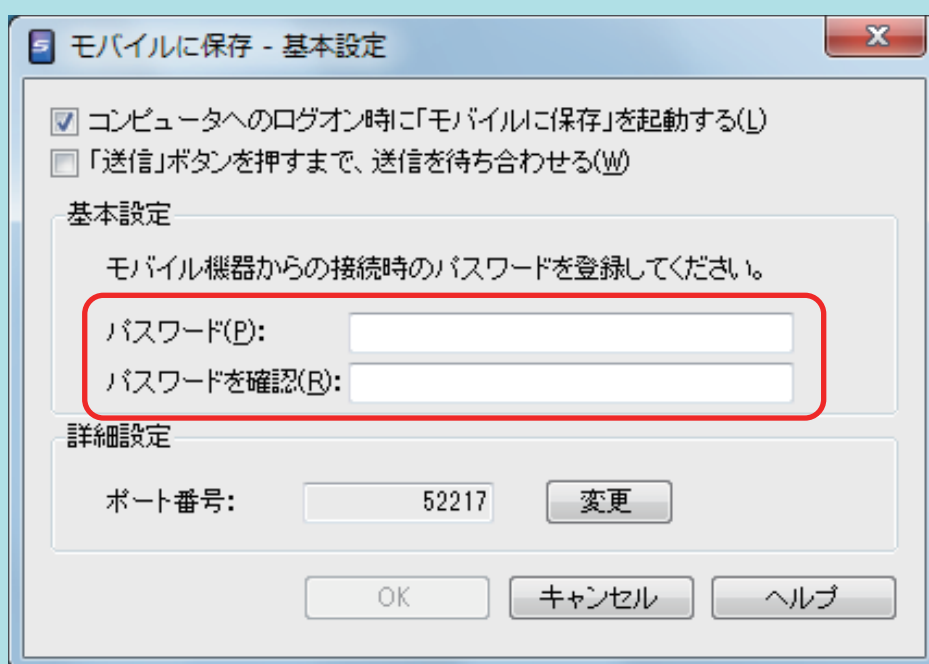 モバイルに保存 - 基本設定
コンピュータへのログオン時に「モバイルに保存」を起動する(L)
「送信」ボタンを押すまで、送信を待ち合わせる(W)
基本設定
モバイル機器からの接続時のパスワードを登録してください。
パスワード(P):
パスワードを確認(R):
詳細設定
ポート番号: 52217 変更
OK キャンセル ヘルプ